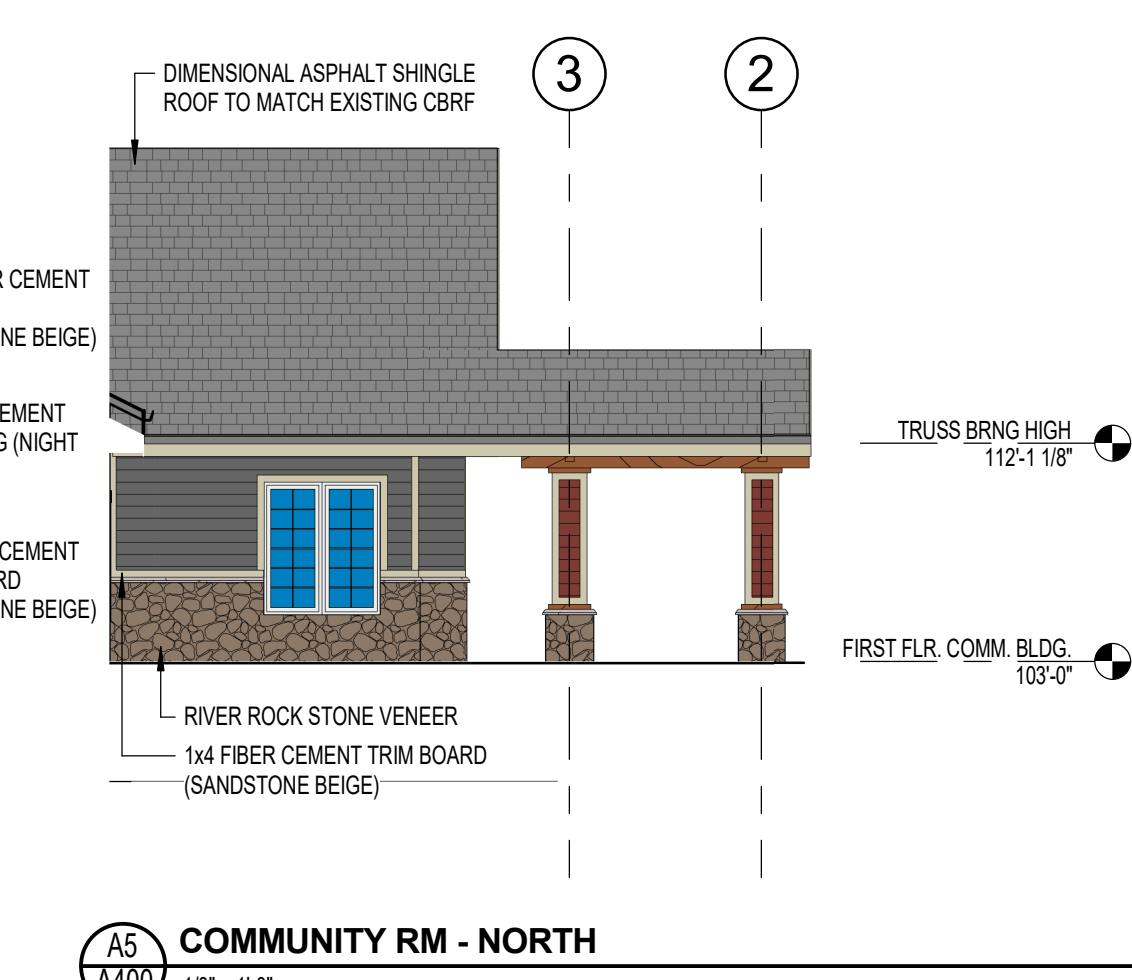 DIMENSIONAL ASPHALT SHINGLE
ROOF TO MATCH EXISTING CBRF
3
2
CEMENT
NE BEIGE)
EMENT
G (NIGHT
CEMENT
RD
NE BEIGE)
TRUSS BRNG HIGH
112'-1 1/8"
FIRST FLR. COMM. BLDG.
103'-0"
RIVER ROCK STONE VENEER
1x4 FIBER CEMENT TRIM BOARD
(SANDSTONE BEIGE)
A5
COMMUNITY RM - NORTH
A400